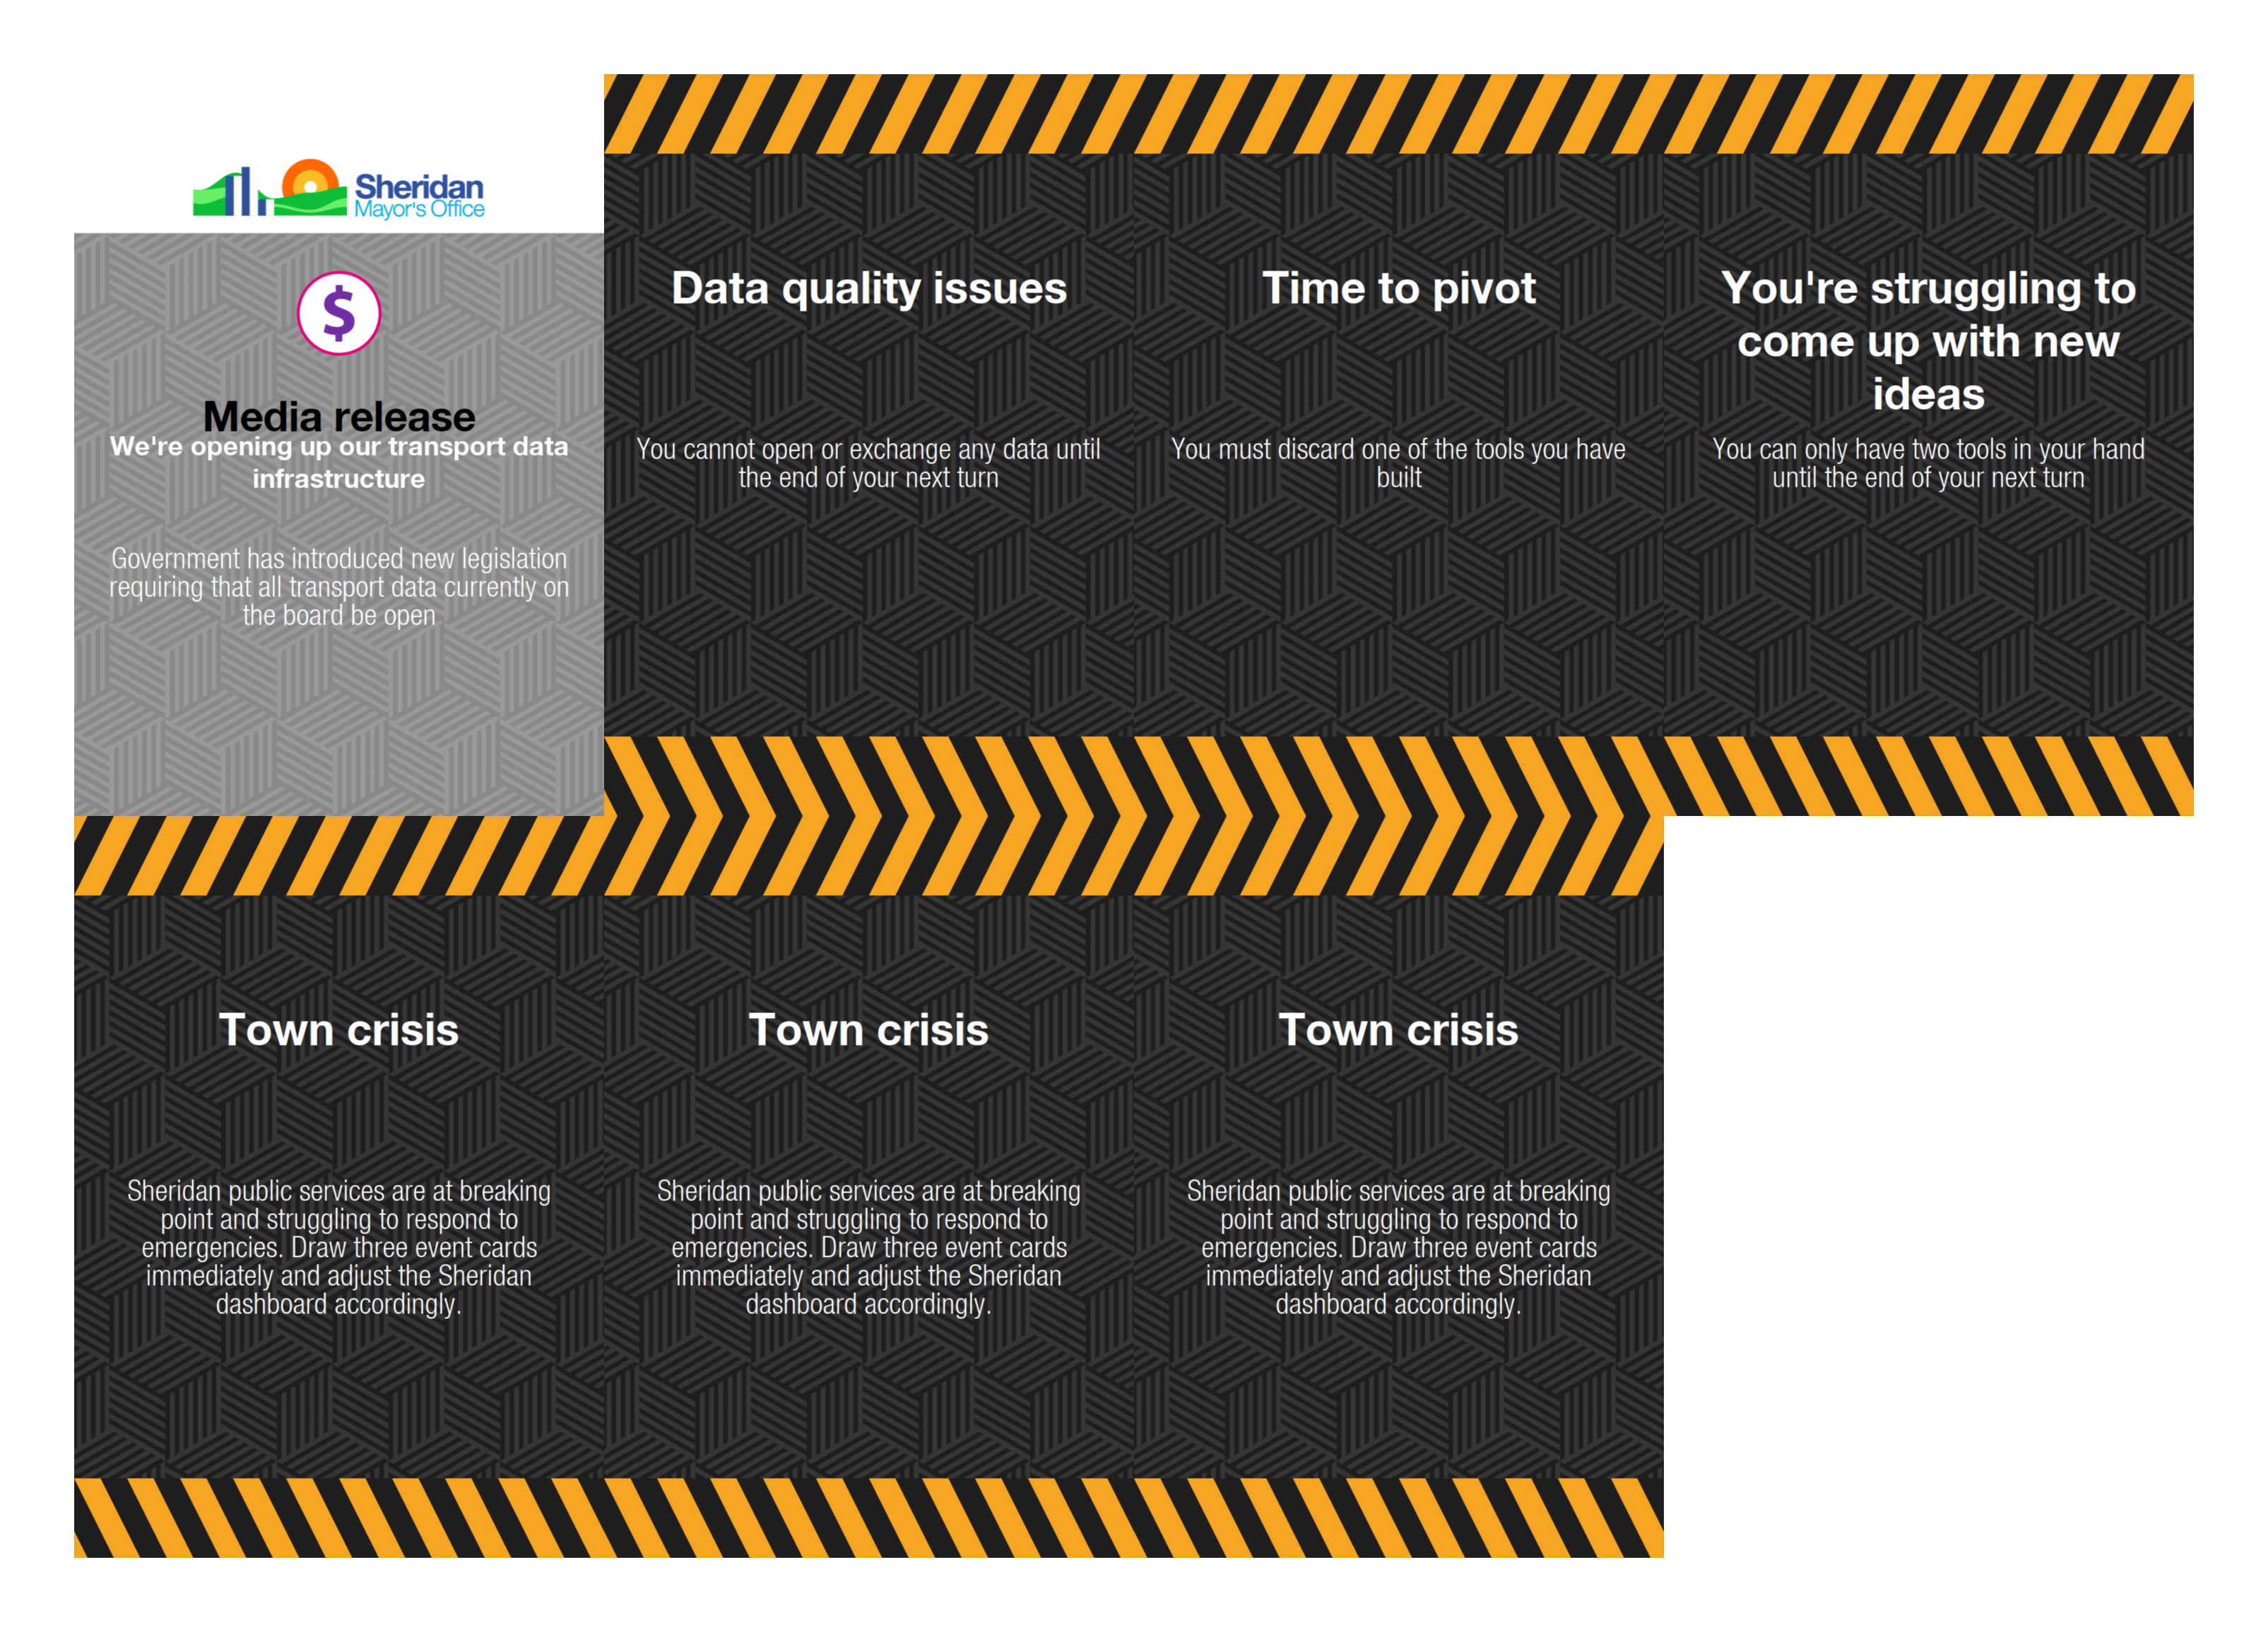 Sheridan
Mayor's Office
$
Media release
We're opening up our transport data
infrastructure
Government has introduced new legislation
requiring that all transport data currently on
the board be open
Data quality issues
You cannot open or exchange any data until
the end of your next turn
Time to pivot
You must discard one of the tools you have
built
You're struggling to
come up with new
ideas
You can only have two tools in your hand
until the end of your next turn
Town crisis
Sheridan public services are at breaking
point and struggling to respond to
emergencies. Draw three event cards
immediately and adjust the Sheridan
dashboard accordingly.
Town crisis
Sheridan public services are at breaking
point and struggling to respond to
emergencies. Draw three event cards
immediately and adjust the Sheridan
dashboard accordingly.
Town crisis
Sheridan public services are at breaking
point and struggling to respond to
emergencies. Draw three event cards
immediately and adjust the Sheridan
dashboard accordingly.